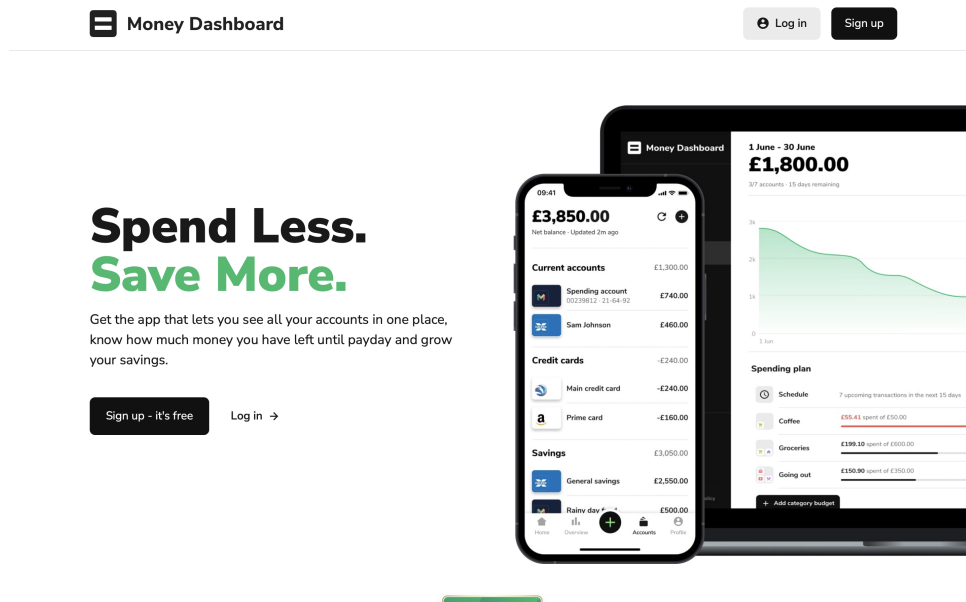 Money Dashboard
Log in
Sign up
Spend Less.
Save More.
Get the app that lets you see all your accounts in one place,
know how much money you have left until payday and grow
your savings.
Sign up - it's free
Log in →
09:41
£3,850.00
Net balance · Updated 2m ago
Current accounts £1,300.00
Spending account
00239812 · 21-64-92
£740.00
Sam Johnson £460.00
Credit cards -£240.00
Main credit card -£240.00
Prime card -£160.00
Savings £3,050.00
General savings £2,550.00
Rainy day £500.00
Home Overview Accounts Profile
Money Dashboard
1 June - 30 June
£1,800.00
3/7 accounts · 15 days remaining
3k
2k
1k
0
1 Jun
Spending plan
Schedule 7 upcoming transactions in the next 15 days
Coffee £55.41 spent of £50.00
Groceries £199.10 spent of £600.00
Going out £150.90 spent of £350.00
+ Add category budget